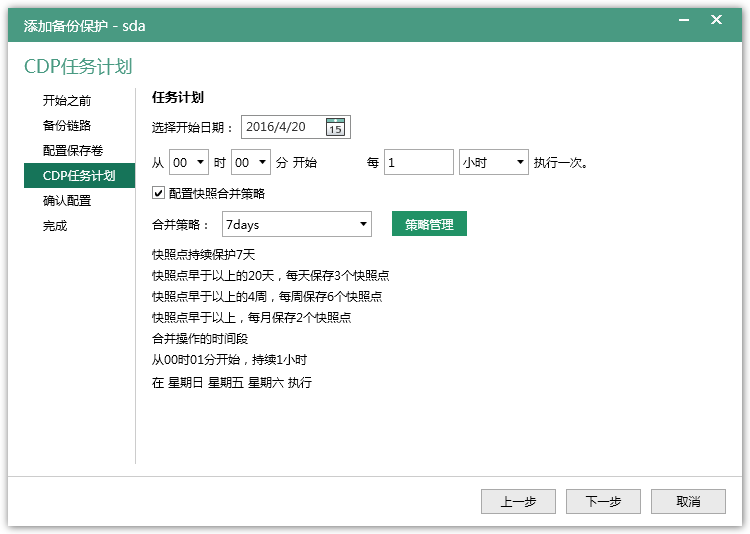 添加备份保护 - sda
CDP任务计划
开始之前
备份链路
配置保存卷
CDP任务计划
确认配置
完成
任务计划
选择开始日期： 2016/4/20 15
从 00 时 00 分 开始 每 1 小时 执行一次。
配置快照合并策略
合并策略： 7days 策略管理
快照点持续保护7天
快照点早于以上的20天，每天保存3个快照点
快照点早于以上的4周，每周保存6个快照点
快照点早于以上，每月保存2个快照点
合并操作的时间段
从00时01分开始，持续1小时
在 星期日 星期五 星期六 执行
上一步 下一步 取消